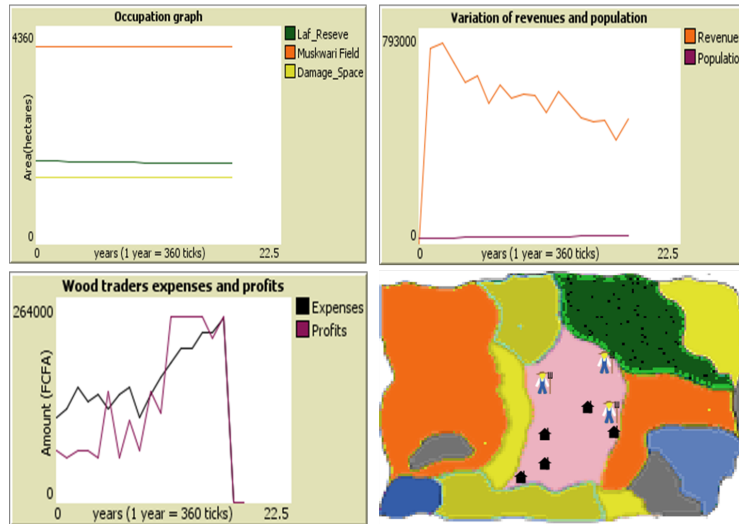 Occupation graph
4360
Area(hectares)
0
0
years (1 year = 360 ticks)
22.5
Laf_Reseve
Muskwari Field
Damage_Space
Variation of revenues and population
793000
0
0
years (1 year = 360 ticks)
22.5
Revenue
Populatio
Wood traders expenses and profits
264000
Amount (FCFA)
0
0
years (1 year = 360 ticks)
22.5
Expenses
Profits